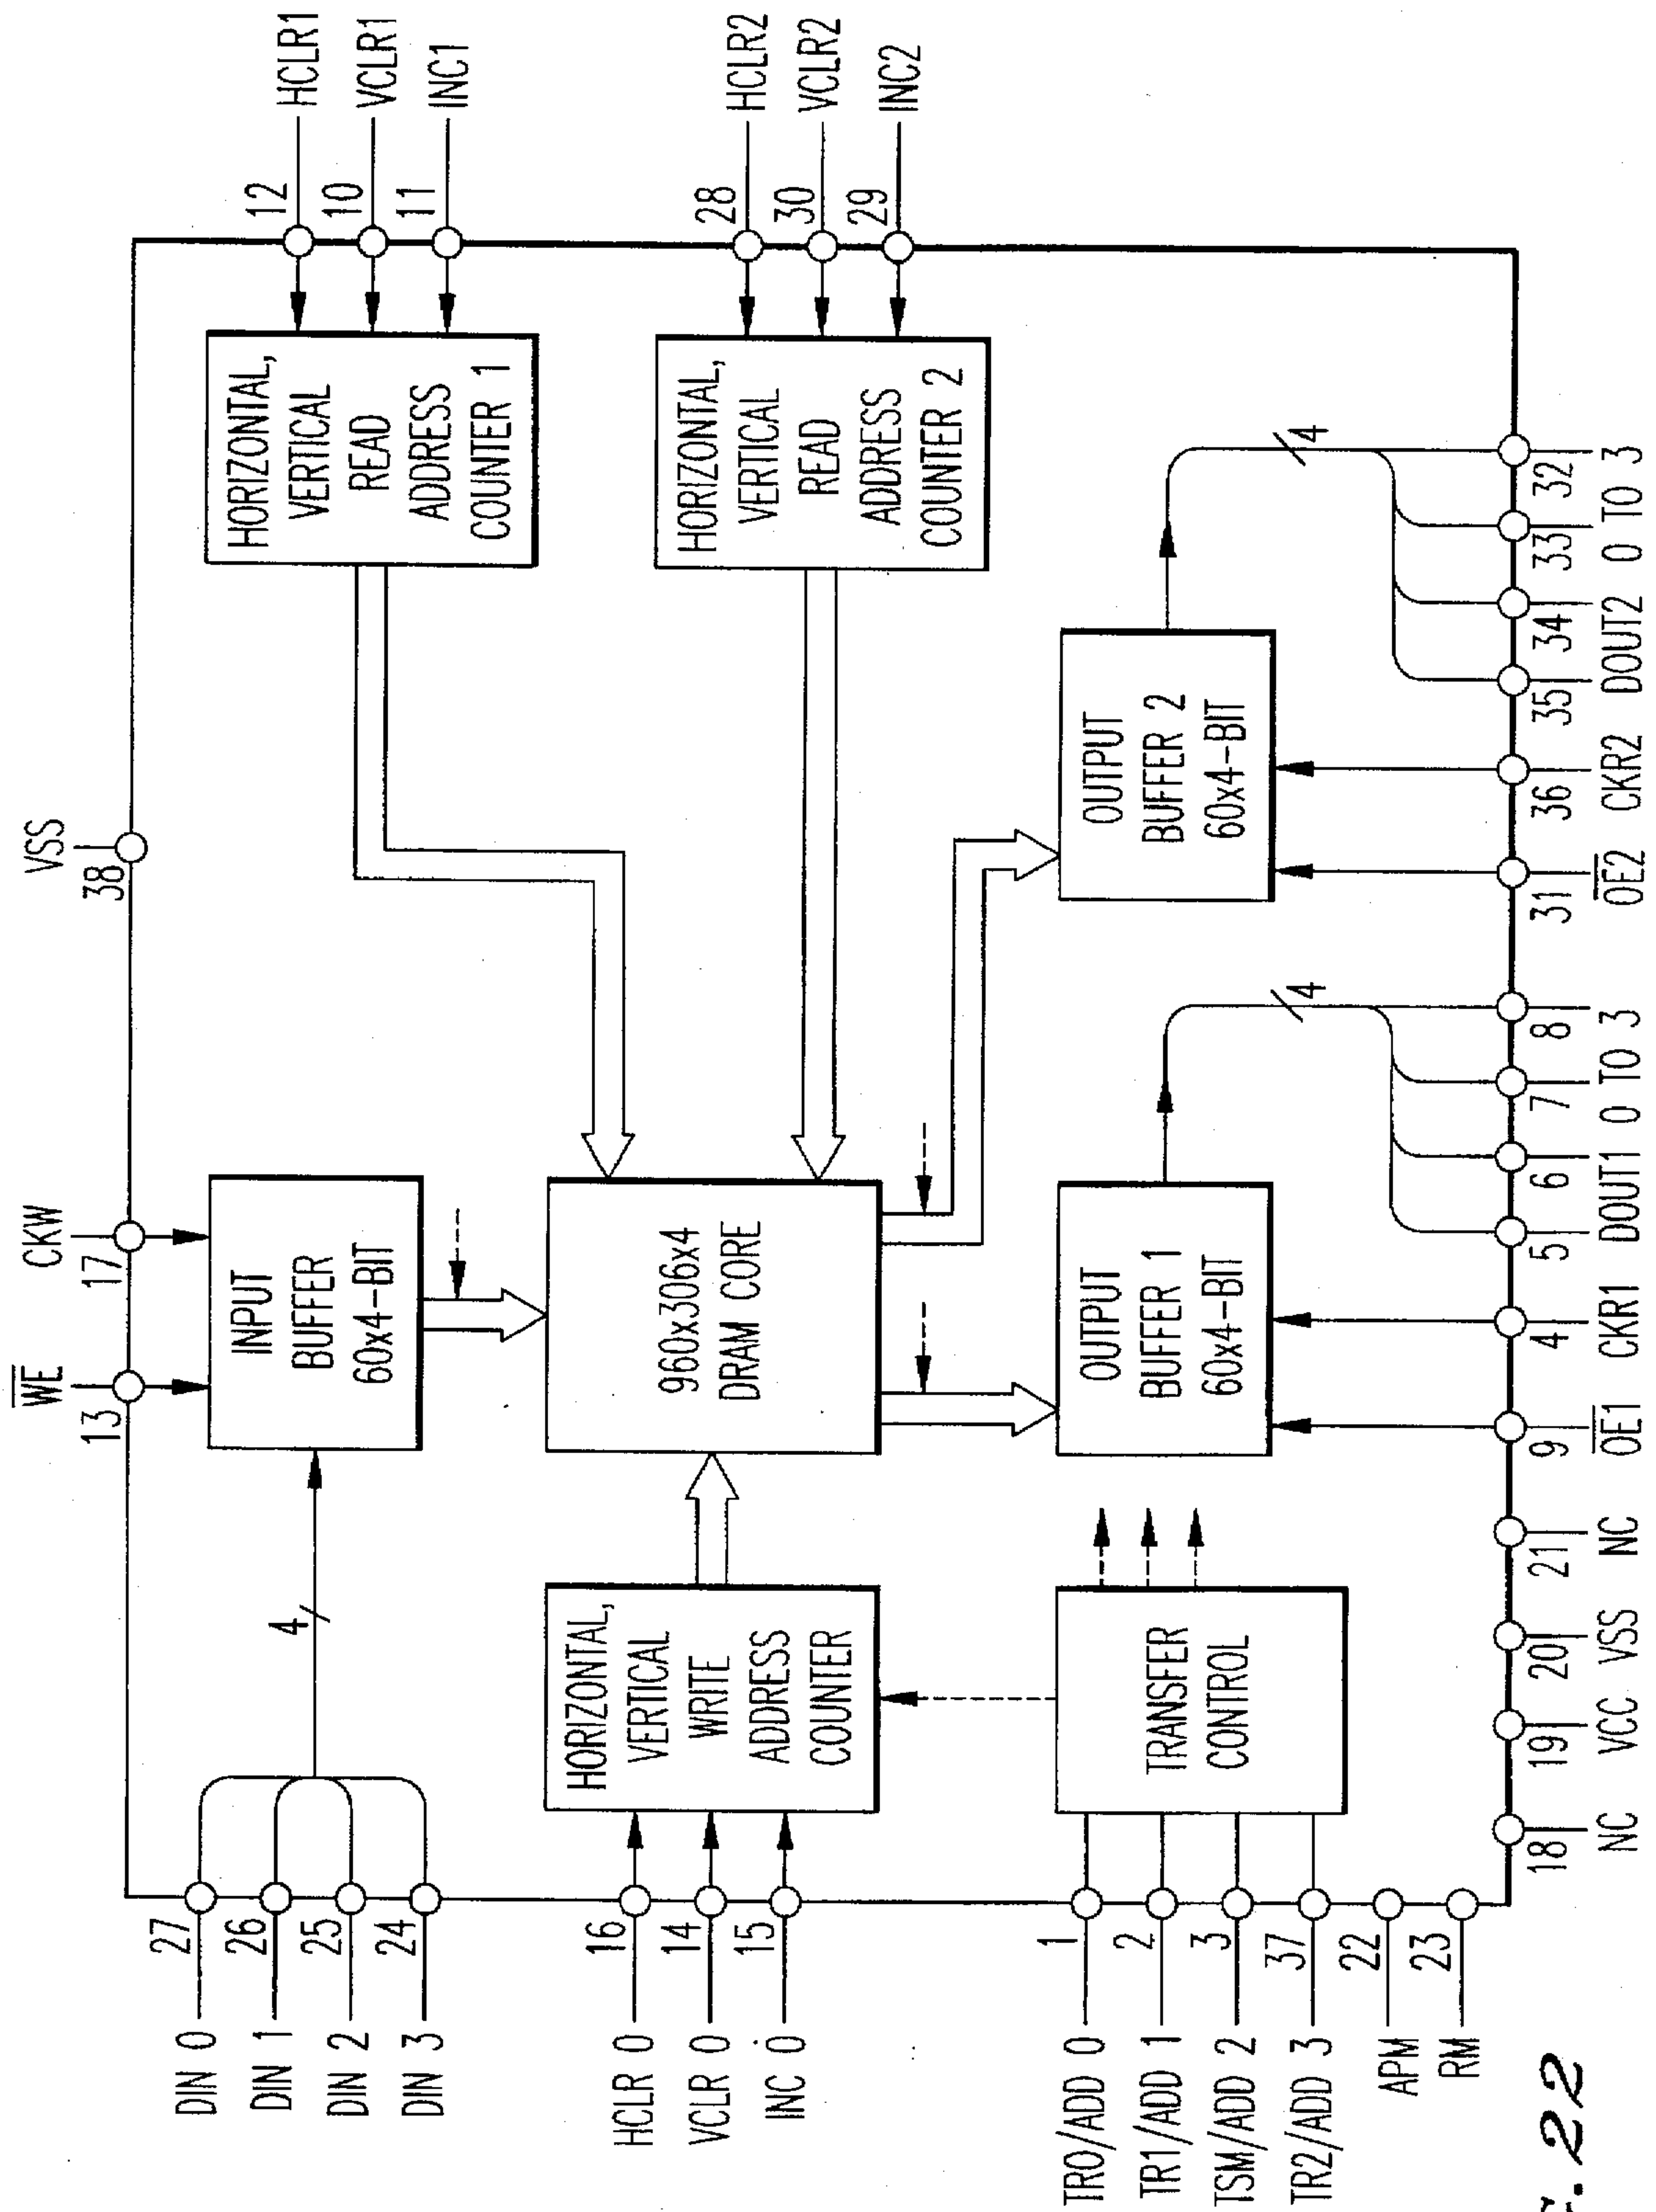 WE
CKW
VSS
13
17
38
DIN 0
27
DIN 1
26
DIN 2
25
DIN 3
24
4
INPUT
BUFFER
60x4-BIT
HORIZONTAL,
VERTICAL
READ
ADDRESS
COUNTER 1
12
HCLR1
10
VCLR1
11
INC1
HCLR 0
16
VCLR 0
14
INC 0
15
HORIZONTAL,
VERTICAL
WRITE
ADDRESS
COUNTER
960x306x4
DRAM CORE
HORIZONTAL,
VERTICAL
READ
ADDRESS
COUNTER 2
28
HCLR2
30
VCLR2
29
INC2
TR0/ADD 0
1
TR1/ADD 1
2
TSM/ADD 2
3
TR2/ADD 3
37
APM
22
RM
23
TRANSFER
CONTROL
OUTPUT
BUFFER 1
60x4-BIT
4
OUTPUT
BUFFER 2
60x4-BIT
4
18
19
20
21
9
4
5
6
7
8
31
36
35
34
33
32
NC
VCC
VSS
NC
OE1
CKR1
DOUT1 0 TO 3
OE2
CKR2
DOUT2 0 TO 3
22